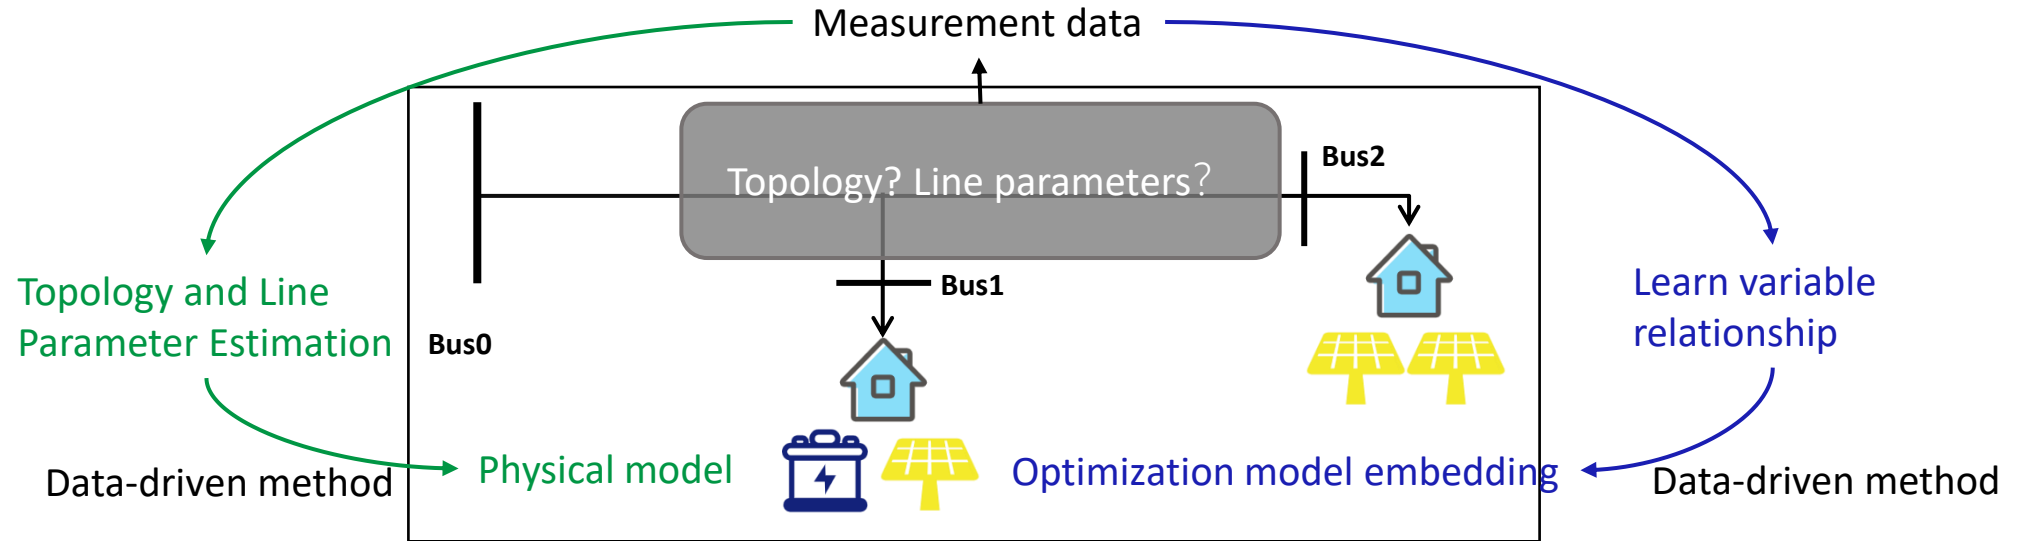 Measurement data
Topology? Line parameters？
Bus2
Bus1
Bus0
Topology and Line
Parameter Estimation
Learn variable
relationship
Data-driven method
Physical model
Optimization model embedding
Data-driven method